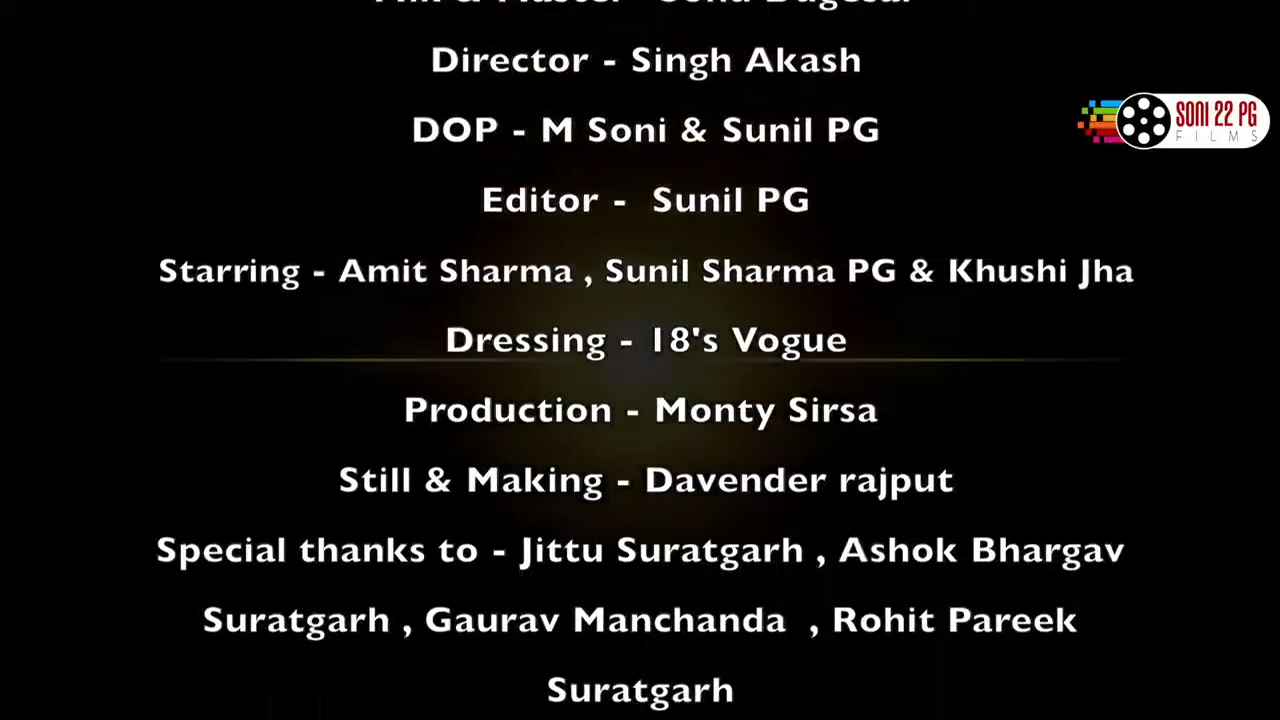 Director - Singh Akash
DOP - M Soni & Sunil PG
SONI 22 PG
FILMS
Editor -  Sunil PG
Starring - Amit Sharma , Sunil Sharma PG & Khushi Jha
Dressing - 18's Vogue
Production - Monty Sirsa
Still & Making - Davender rajput
Special thanks to - Jittu Suratgarh , Ashok Bhargav
Suratgarh , Gaurav Manchanda  , Rohit Pareek
Suratgarh